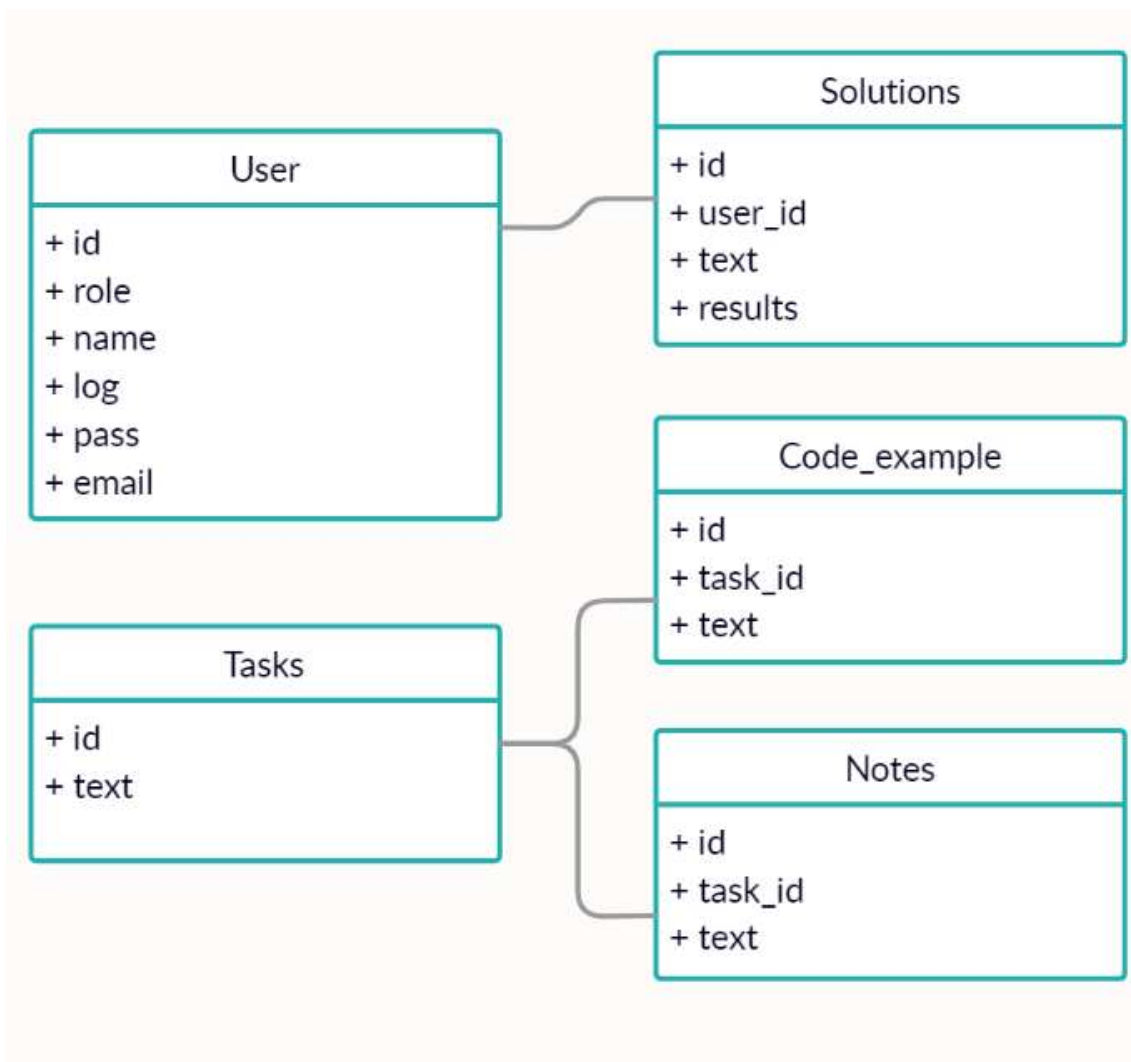 User
+ id
+ role
+ name
+ log
+ pass
+ email
Solutions
+ id
+ user_id
+ text
+ results
Code_example
+ id
+ task_id
+ text
Tasks
+ id
+ text
Notes
+ id
+ task_id
+ text